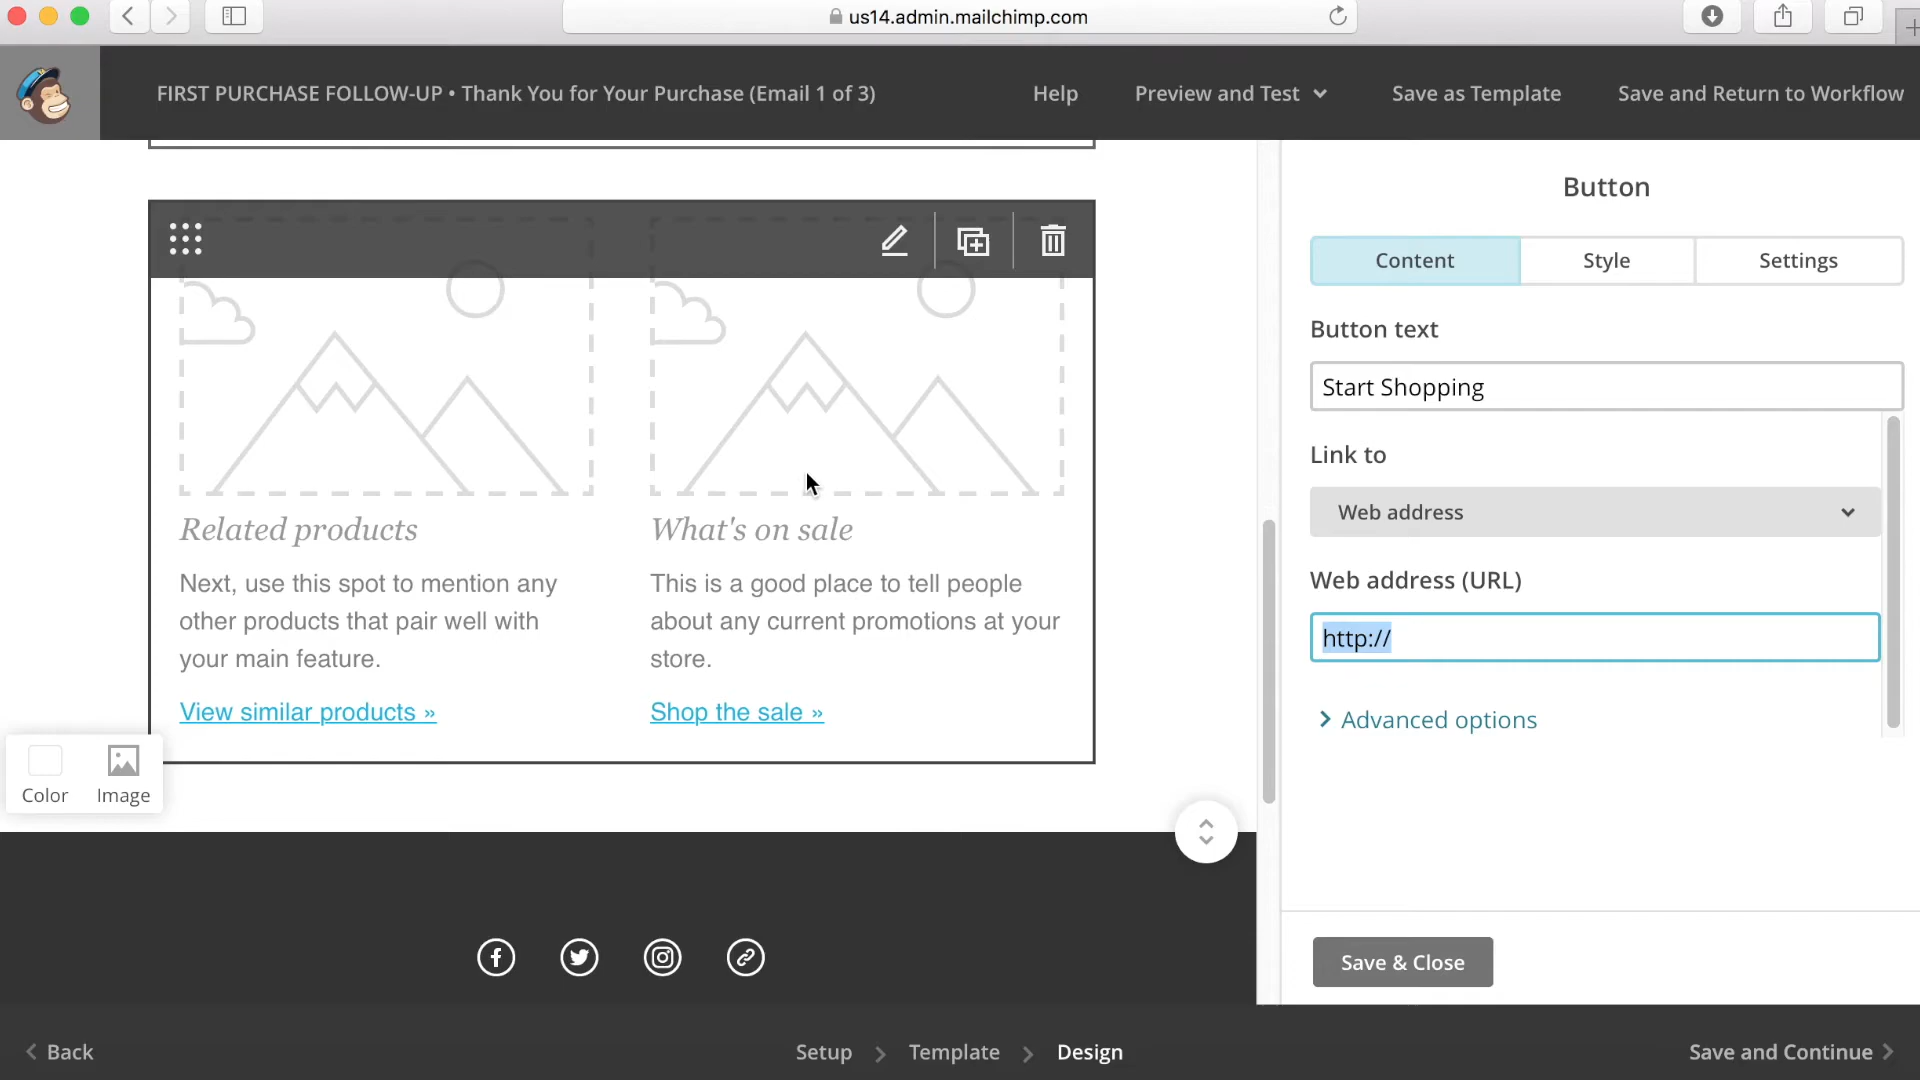 us14.admin.mailchimp.com
FIRST PURCHASE FOLLOW-UP • Thank You for Your Purchase (Email 1 of 3)
Help
Preview and Test
Save as Template
Save and Return to Workflow
Related products
Next, use this spot to mention any
other products that pair well with
your main feature.
View similar products »
What's on sale
This is a good place to tell people
about any current promotions at your
store.
Shop the sale »
Color
Image
Button
Content
Style
Settings
Button text
Start Shopping
Link to
Web address
Web address (URL)
http://
Advanced options
Save & Close
Back
Setup
Template
Design
Save and Continue